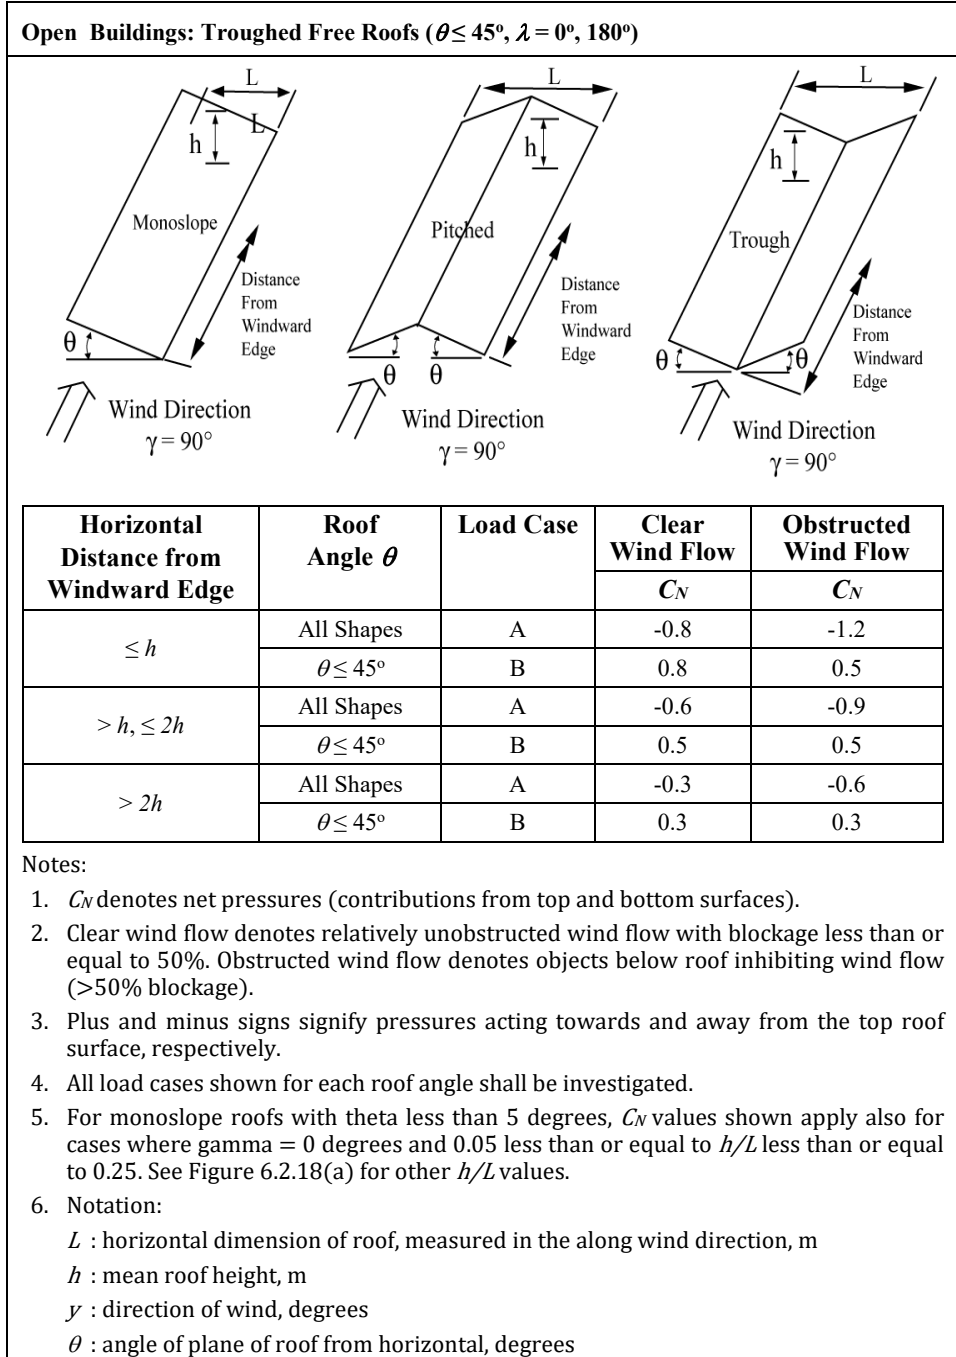 Open Buildings: Troughed Free Roofs (θ ≤ 45°, λ = 0°, 180°)
L
L
h
Monoslope
Distance
From
Windward
Edge
θ
Wind Direction
γ = 90°
L
h
Pitched
Distance
From
Windward
Edge
θ
θ
Wind Direction
γ = 90°
L
h
Trough
Distance
From
Windward
Edge
θ
θ
Wind Direction
γ = 90°
Horizontal Distance from Windward Edge | Roof Angle θ | Load Case | Clear Wind Flow | Obstructed Wind Flow
C_N | C_N
≤ h | All Shapes | A | -0.8 | -1.2
θ ≤ 45° | B | 0.8 | 0.5
> h, ≤ 2h | All Shapes | A | -0.6 | -0.9
θ ≤ 45° | B | 0.5 | 0.5
> 2h | All Shapes | A | -0.3 | -0.6
θ ≤ 45° | B | 0.3 | 0.3
Notes:
1. C_N denotes net pressures (contributions from top and bottom surfaces).
2. Clear wind flow denotes relatively unobstructed wind flow with blockage less than or
equal to 50%. Obstructed wind flow denotes objects below roof inhibiting wind flow
(>50% blockage).
3. Plus and minus signs signify pressures acting towards and away from the top roof
surface, respectively.
4. All load cases shown for each roof angle shall be investigated.
5. For monoslope roofs with theta less than 5 degrees, C_N values shown apply also for
cases where gamma = 0 degrees and 0.05 less than or equal to h/L less than or equal
to 0.25. See Figure 6.2.18(a) for other h/L values.
6. Notation:
L : horizontal dimension of roof, measured in the along wind direction, m
h : mean roof height, m
y : direction of wind, degrees
θ : angle of plane of roof from horizontal, degrees